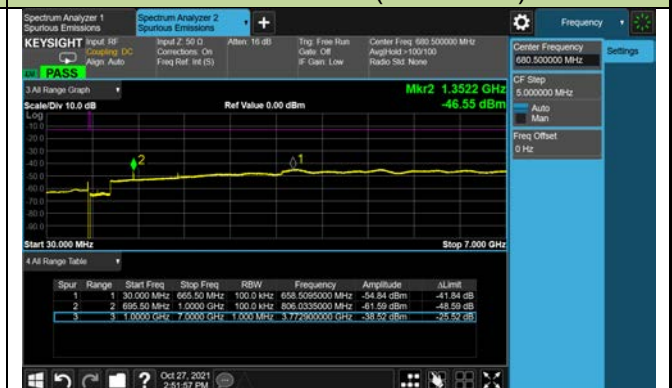 Spectrum Analyzer 1
Spurious Emissions
Spectrum Analyzer 2
Spurious Emissions
Frequency
KEYSIGHT
Input: RF
Coupling: DC
Align: Auto
Input Z: 50 Ω
Corrections: On
Freq Ref: Int (S)
Atten: 16 dB
Trig: Free Run
Gate: Off
IF Gain: Low
Center Freq: 680.500000 MHz
Avg|Hold:>100/100
Radio Std: None
PASS
3 All Range Graph
Scale/Div 10.0 dB
Ref Value 0.00 dBm
Mkr2 1.3522 GHz
-46.55 dBm
Log
-10.0
-20.0
-30.0
-40.0
-50.0
-60.0
-70.0
-80.0
-90.0
2
1
Start 30.000 MHz
Stop 7.000 GHz
4 All Range Table
Spur Range Start Freq Stop Freq RBW Frequency Amplitude ΔLimit
1 1 30.000 MHz 665.50 MHz 100.0 kHz 658.5095000 MHz -54.84 dBm -41.84 dB
2 2 695.50 MHz 1.0000 GHz 100.0 kHz 806.0335000 MHz -61.59 dBm -48.59 dB
3 3 1.0000 GHz 7.0000 GHz 1.000 MHz 3.772900000 GHz -38.52 dBm -25.52 dB
Center Frequency
680.500000 MHz
Settings
CF Step
5.000000 MHz
Auto
Man
Freq Offset
0 Hz
Oct 27, 2021
2:51:57 PM